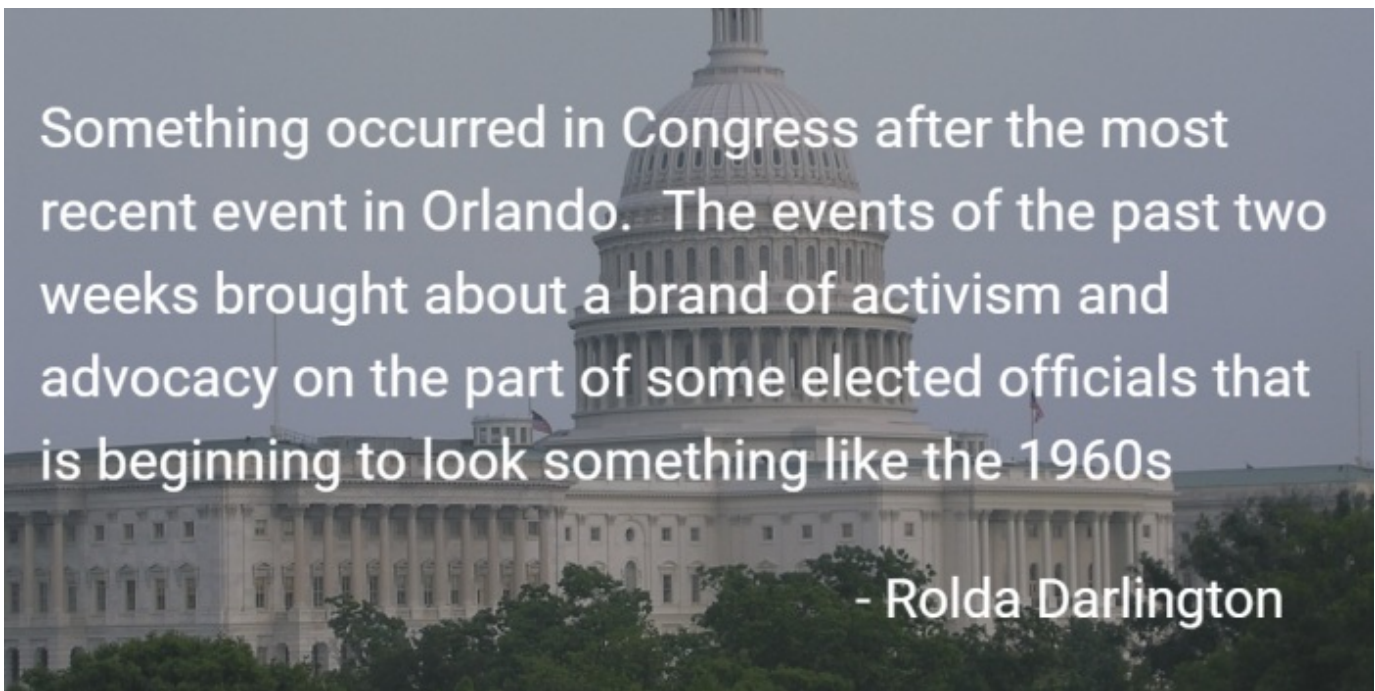 Something occurred in Congress after the most
recent event in Orlando.  The events of the past two
weeks brought about a brand of activism and
advocacy on the part of some elected officials that
is beginning to look something like the 1960s
- Rolda Darlington